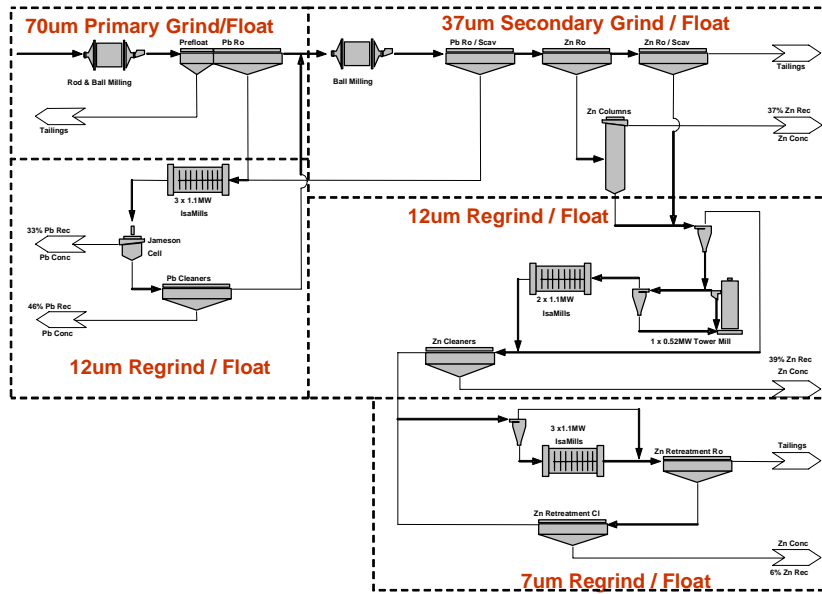 70um Primary Grind/Float
37um Secondary Grind / Float
Prefloat
Pb Ro
Rod & Ball Milling
Tailings
Ball Milling
Pb Ro / Scav
Zn Ro
Zn Ro / Scav
Tailings
Zn Columns
37% Zn Rec
Zn Conc
3 x 1.1MW
IsaMills
33% Pb Rec
Pb Conc
Jameson
Cell
Pb Cleaners
46% Pb Rec
Pb Conc
12um Regrind / Float
12um Regrind / Float
2 x 1.1MW
IsaMills
1 x 0.52MW Tower Mill
Zn Cleaners
39% Zn Rec
Zn Conc
3 x1.1MW
IsaMills
Zn Retreatment Ro
Tailings
Zn Retreatment Cl
Zn Conc
6% Zn Rec
7um Regrind / Float